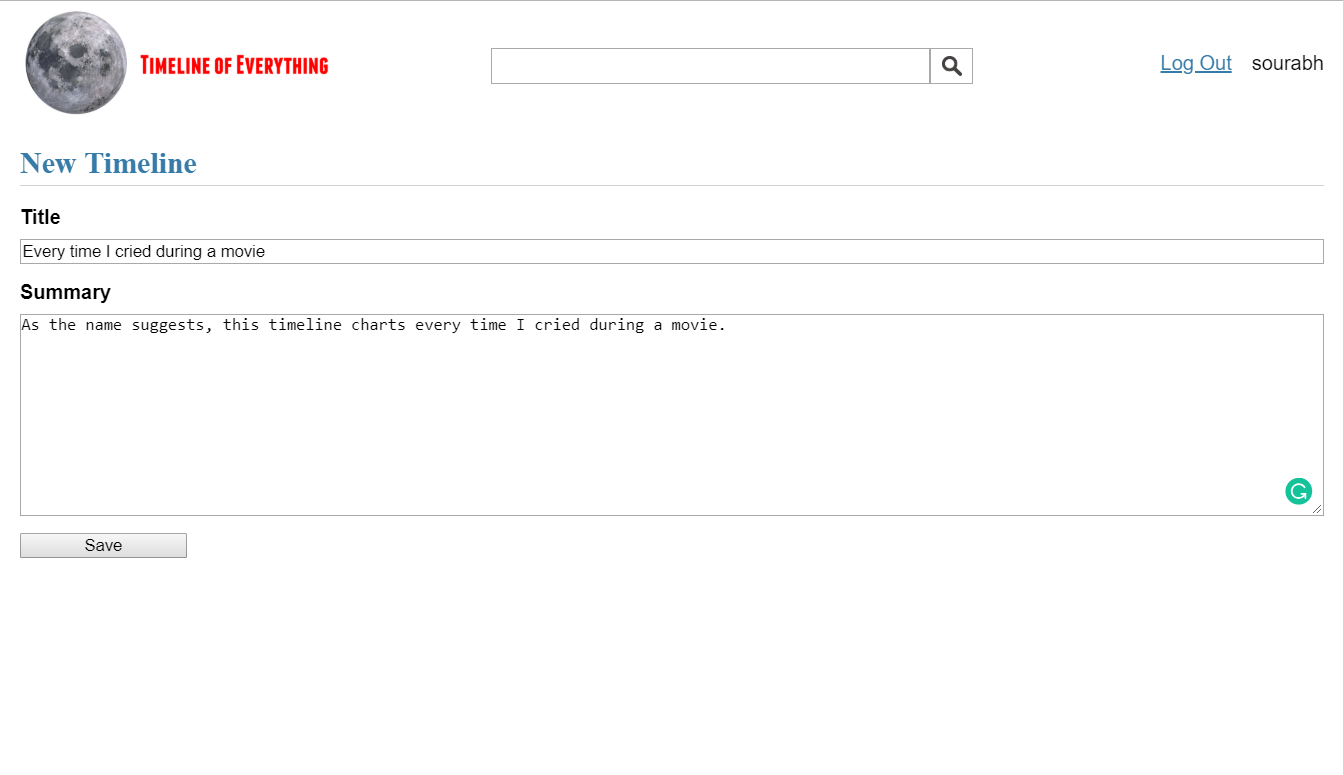 TIMELINE OF EVERYTHING
Log Out sourabh
New Timeline
Title
Every time I cried during a movie
Summary
As the name suggests, this timeline charts every time I cried during a movie.
Save